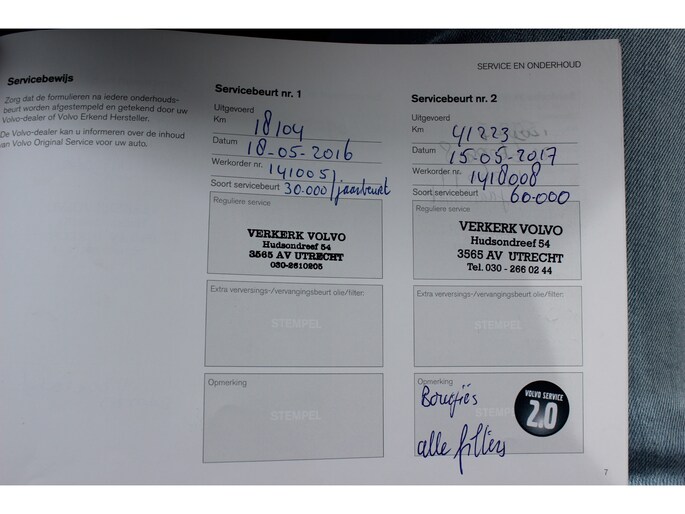 SERVICE EN ONDERHOUD
Servicebewijs
Zorg dat de formulieren na iedere onderhouds-
beurt worden afgestempeld en getekend door uw
Volvo-dealer of Volvo Erkend Hersteller.
De Volvo-dealer kan u informeren over de inhoud
van Volvo Original Service voor uw auto.
Servicebeurt nr. 1
Uitgevoerd
Km 18104
Datum 18-05-2016
Werkorder nr. 1410051
Soort servicebeurt 30.000/jaarbeurt
Reguliere service
VERKERK VOLVO
Hudsondreef 54
3565 AV UTRECHT
030-2610205
Extra verversings-/vervangingsbeurt olie/filter:
STEMPEL
Opmerking
STEMPEL
Servicebeurt nr. 2
Uitgevoerd
Km 41223
Datum 15-05-2017
Werkorder nr. 1418008
Soort servicebeurt 60.000
Reguliere service
VERKERK VOLVO
Hudsondreef 54
3565 AV UTRECHT
Tel. 030 - 266 02 44
Extra verversings-/vervangingsbeurt olie/filter:
STEMPEL
Opmerking
Bougiës
VOLVO SERVICE
2.0
alle filters
7